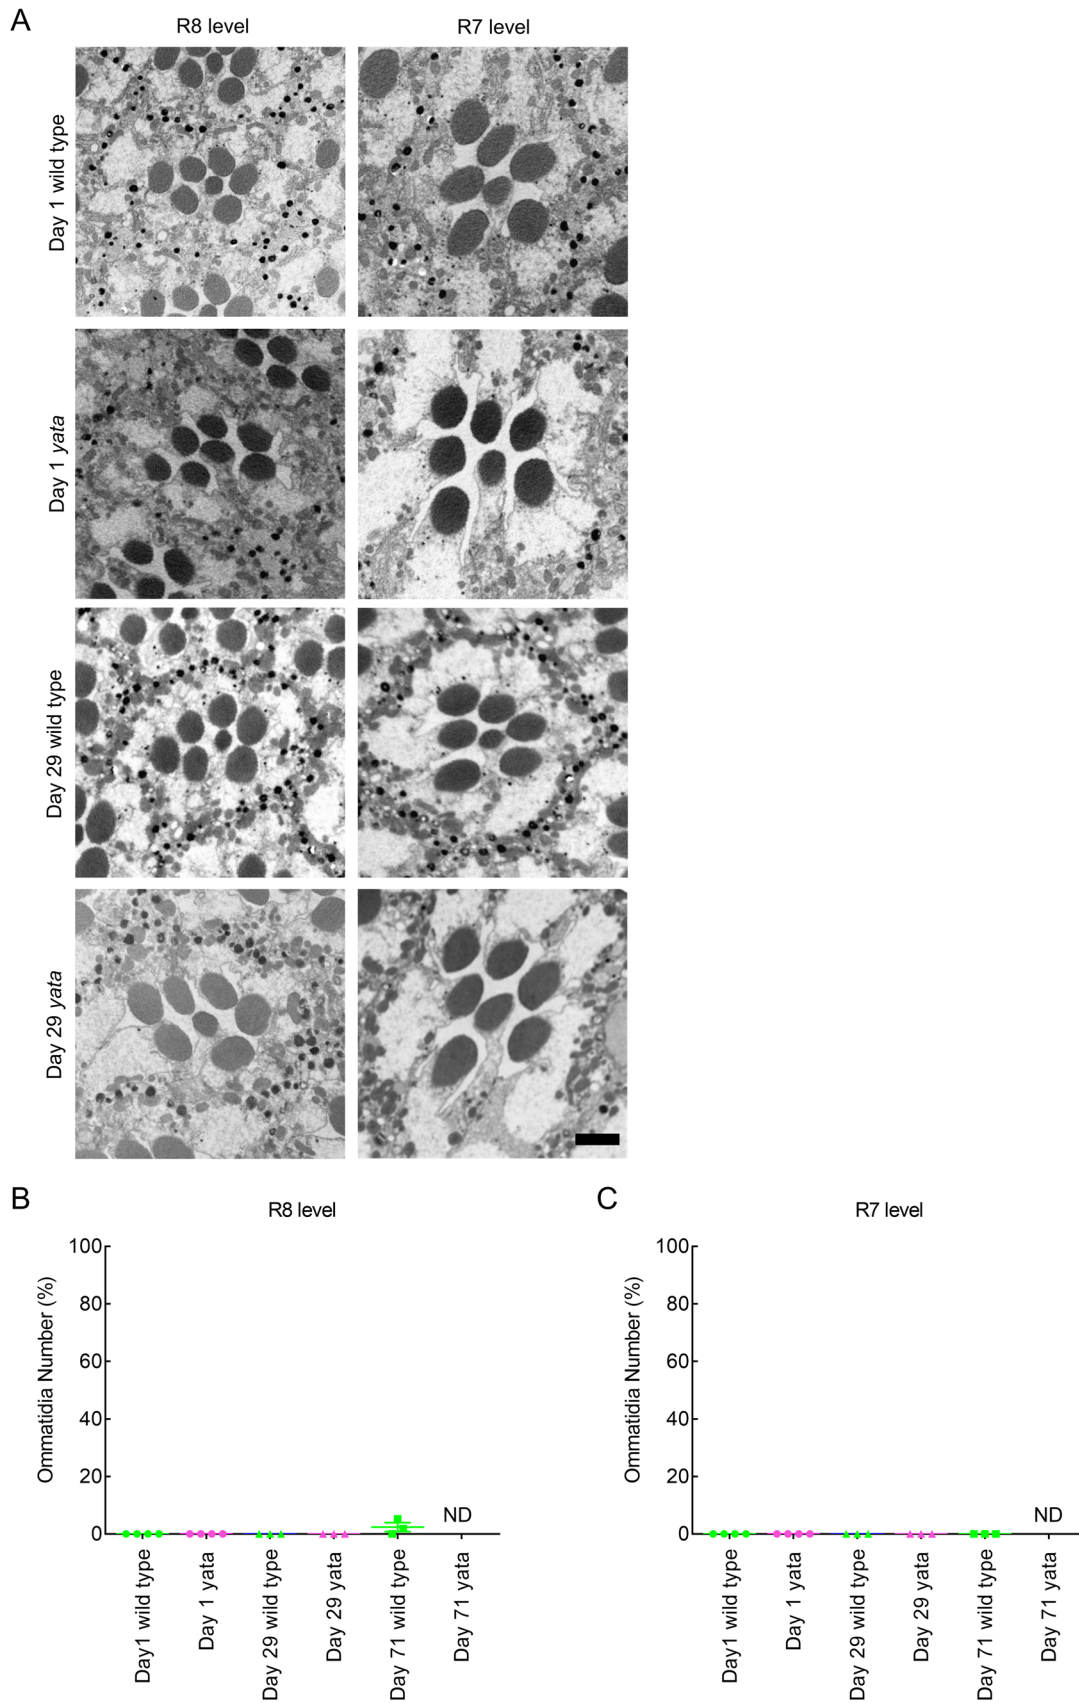 A
R8 level
R7 level
Day 1 wild type
Day 1 yata
Day 29 wild type
Day 29 yata
B
R8 level
Ommatidia Number (%)
100
80
60
40
20
0
ND
Day1 wild type
Day 1 yata
Day 29 wild type
Day 29 yata
Day 71 wild type
Day 71 yata
C
R7 level
Ommatidia Number (%)
100
80
60
40
20
0
ND
Day1 wild type
Day 1 yata
Day 29 wild type
Day 29 yata
Day 71 wild type
Day 71 yata